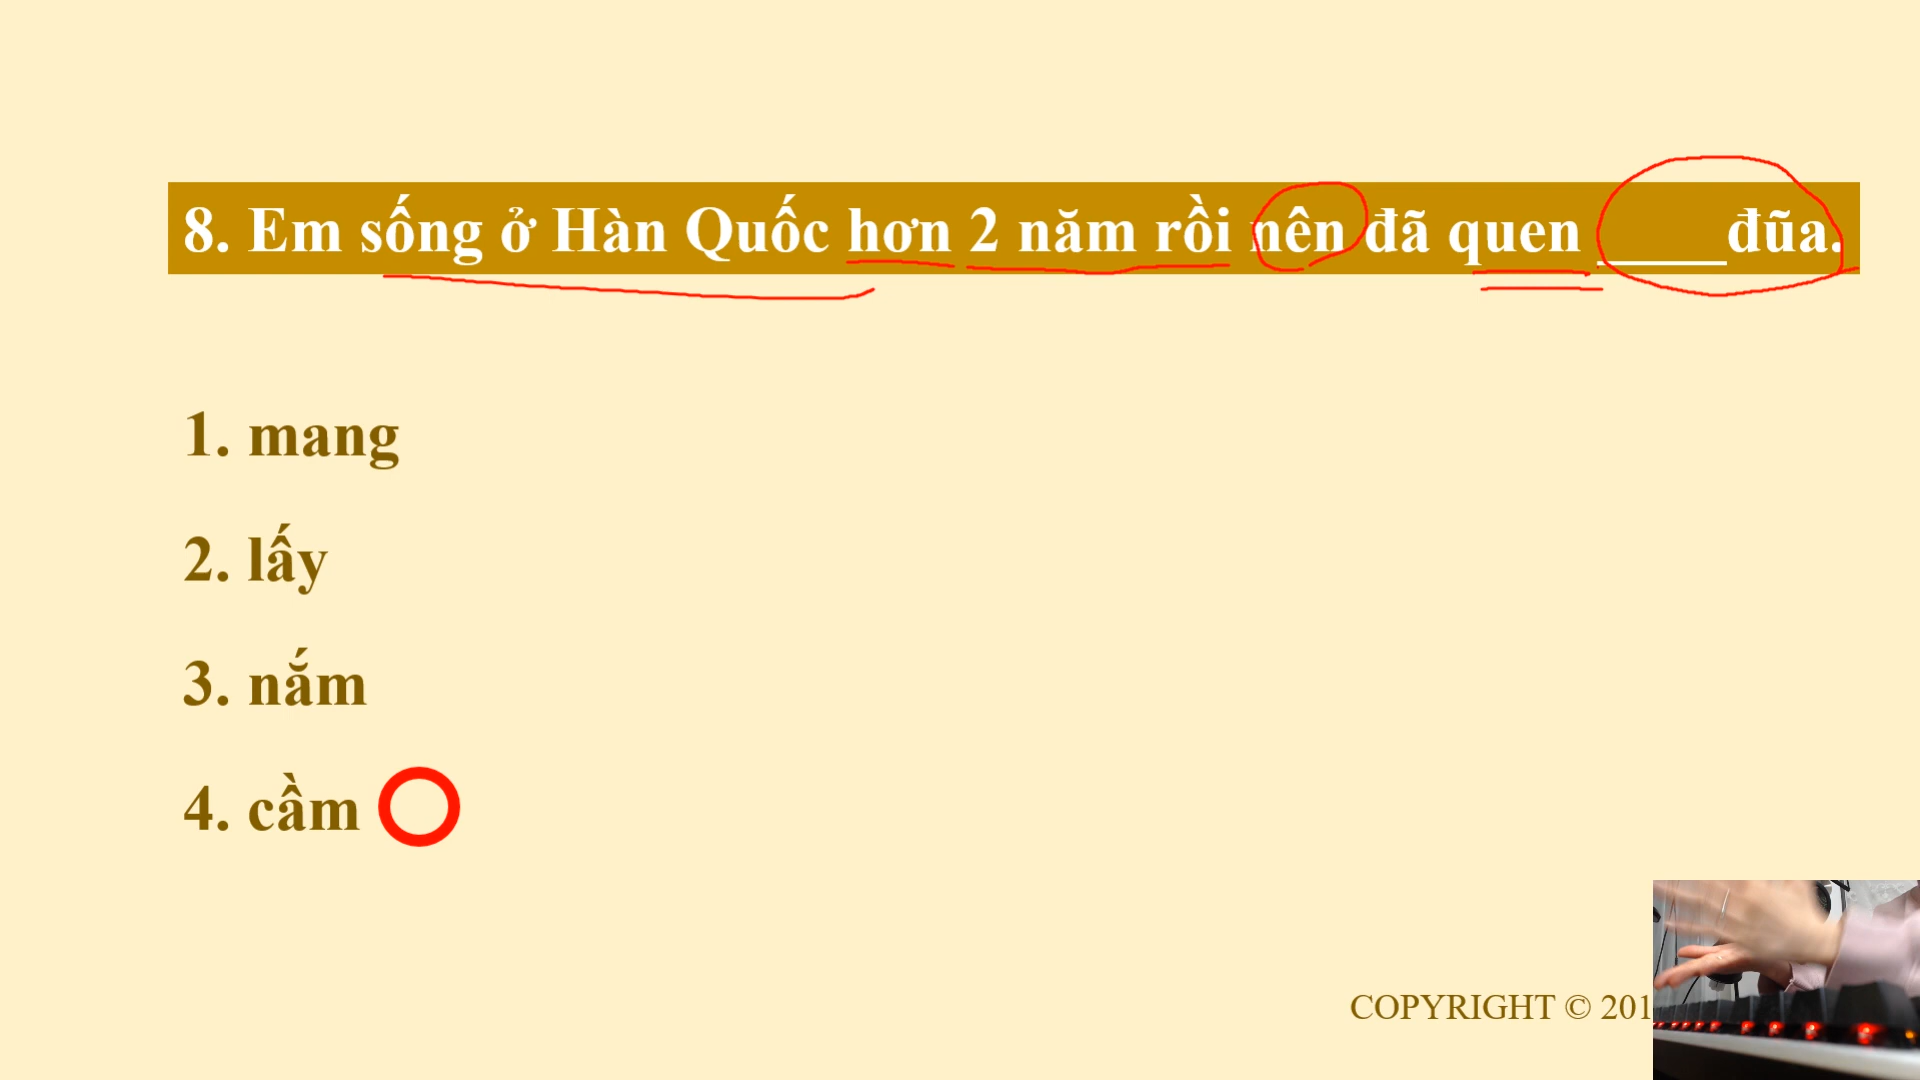 8. Em sống ở Hàn Quốc hơn 2 năm rồi nên đã quen ____đũa.
1. mang
2. lấy
3. nắm
4. cầm
COPYRIGHT © 201